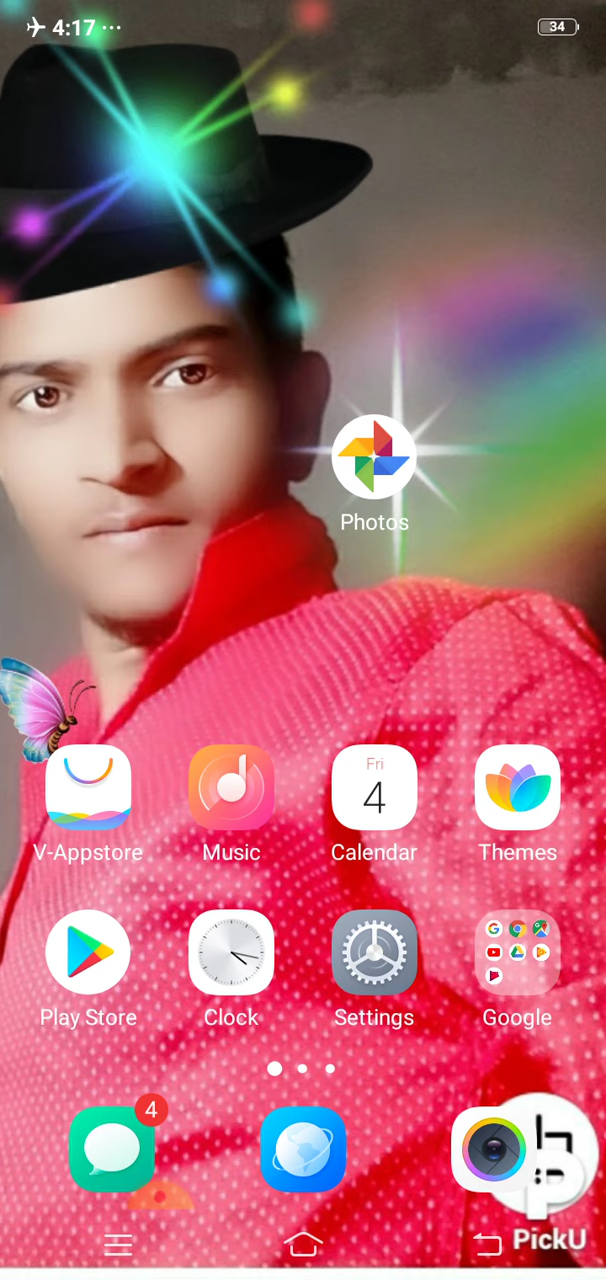 4:17 ...
34
Photos
Fri
4
V-Appstore
Music
Calendar
Themes
Play Store
Clock
Settings
Google
4
PickU